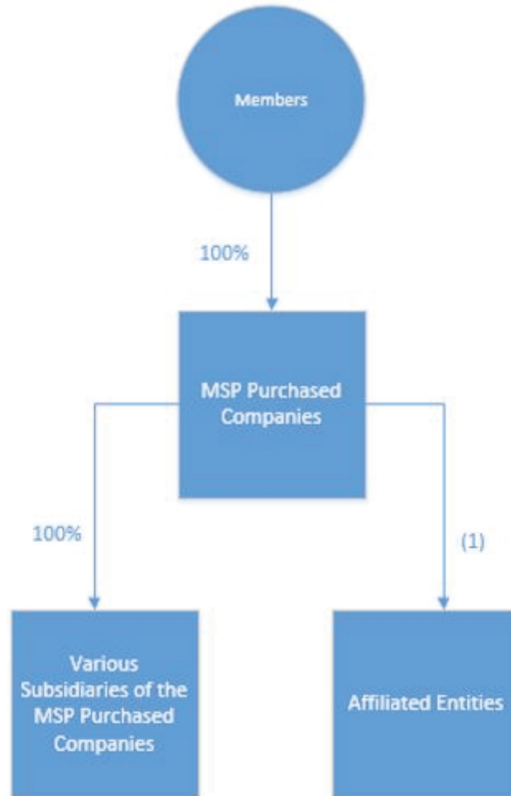 Members
100%
MSP Purchased
Companies
100%
(1)
Various
Subsidiaries of the
MSP Purchased
Companies
Affiliated Entities